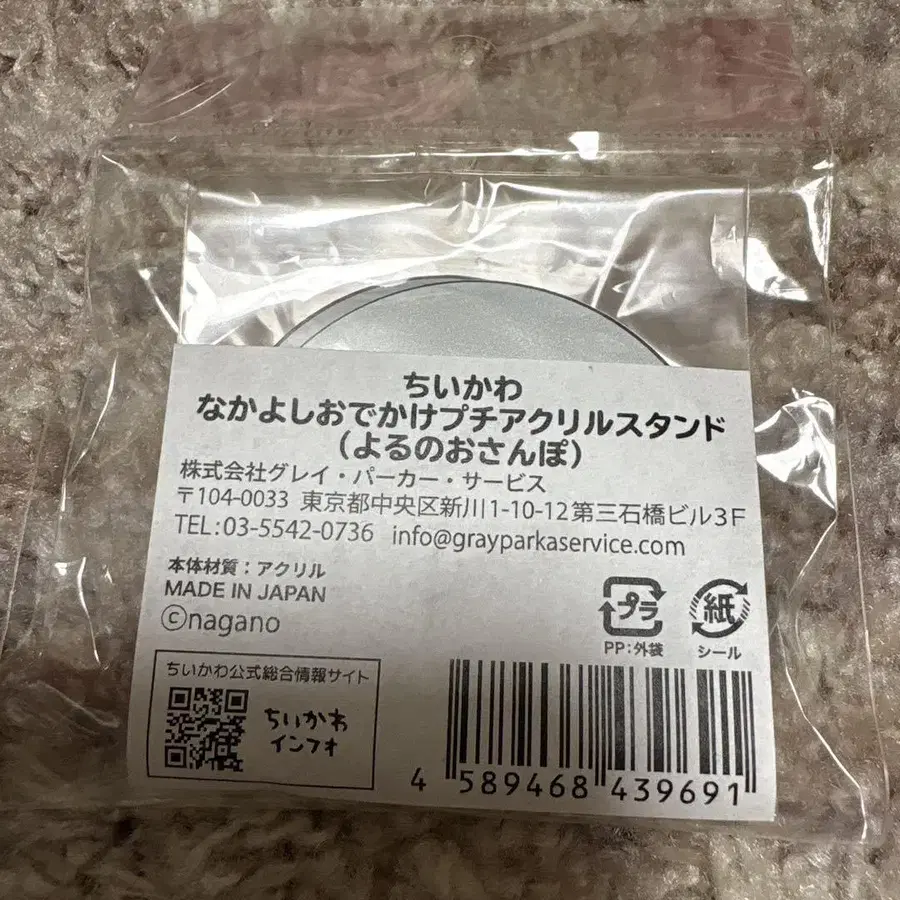 ちいかわ
なかよしおでかけプチアクリルスタンド
（よるのおさんぽ）
株式会社グレイ・パーカー・サービス
〒104-0033 東京都中央区新川1-10-12第三石橋ビル3F
TEL:03-5542-0736 info@grayparkaservice.com
本体材質：アクリル
MADE IN JAPAN
©nagano
プラ
PP:外袋
紙
シール
ちいかわ公式総合情報サイト
ちいかわ
インフォ
4 589468 439691